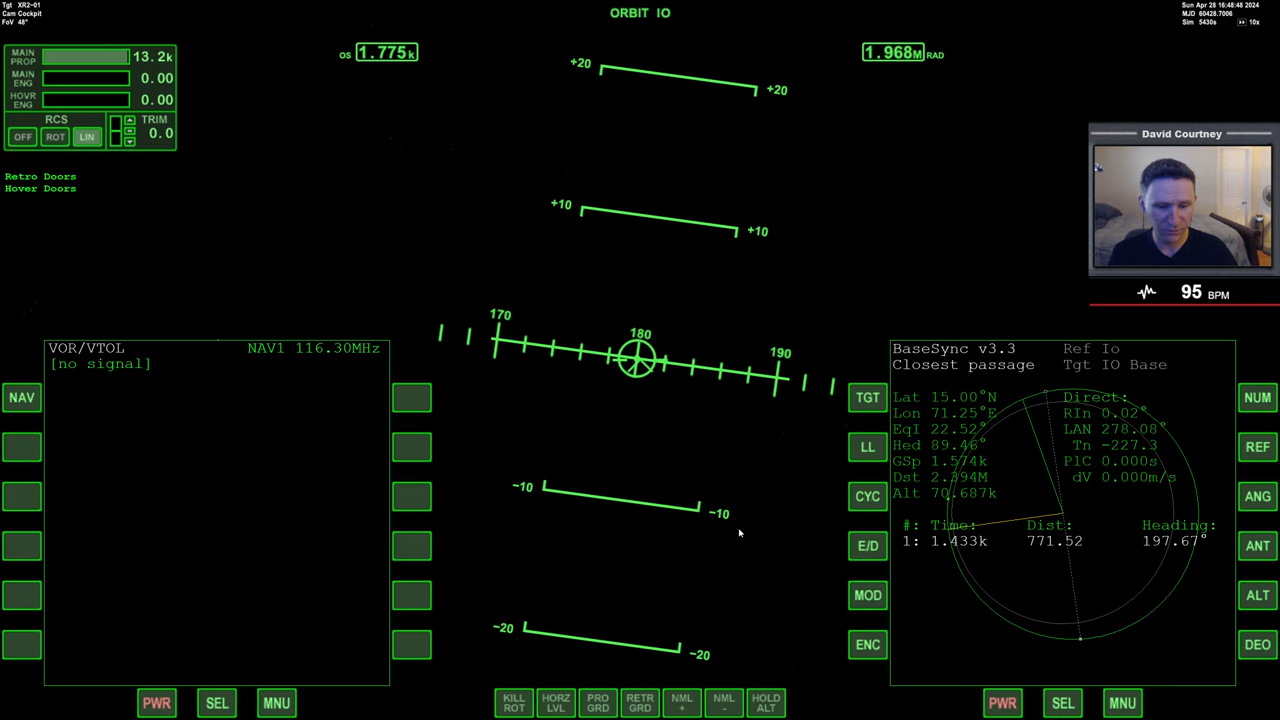 Tgt XR2-01
Cam Cockpit
FoV 48°
ORBIT IO
Sun Apr 28 16:48:48 2024
MJD 60428.7006
Sim 5430s 10x
MAIN PROP 13.2k
MAIN ENG 0.00
HOVR ENG 0.00
RCS TRIM
OFF ROT LIN 0.0
OS 1.775k
1.968M RAD
Retro Doors
Hover Doors
+20 +20
+10 +10
170 180 190
-10 -10
-20 -20
David Courtney
95 BPM
VOR/VTOL NAV1 116.30MHz
[no signal]
NAV
PWR SEL MNU
KILL ROT
HORZ LVL
PRO GRD
RETR GRD
NML +
NML -
HOLD ALT
BaseSync v3.3 Ref Io
Closest passage Tgt IO Base
Lat 15.00°N Direct:
Lon 71.25°E RIn 0.02°
EqI 22.52° LAN 278.08°
Hed 89.46° Tn -227.3
GSp 1.574k PlC 0.000s
Dst 2.394M dV 0.000m/s
Alt 70.687k
#: Time: Dist: Heading:
1: 1.433k 771.52 197.67°
TGT
LL
CYC
E/D
MOD
ENC
NUM
REF
ANG
ANT
ALT
DEO
PWR SEL MNU